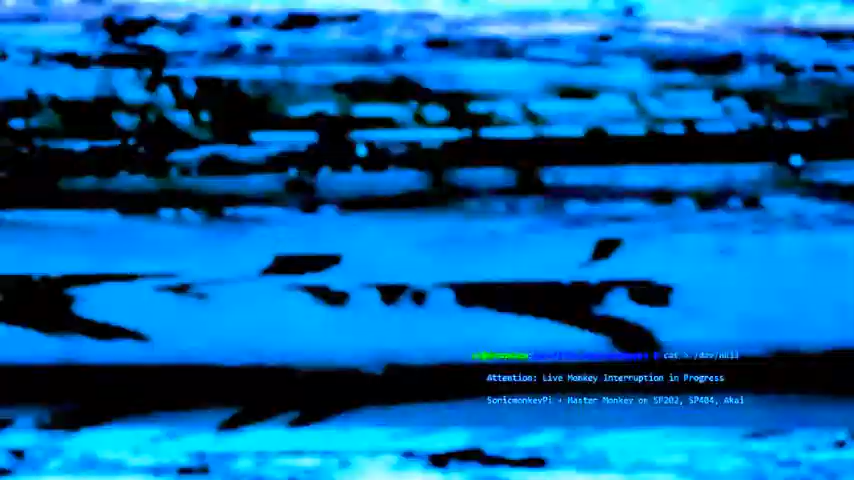 $ cat > /dev/null
Attention: Live Monkey Interruption in Progress
SonicmonkeyPi + Master Monkey on SP202, SP404, Akai